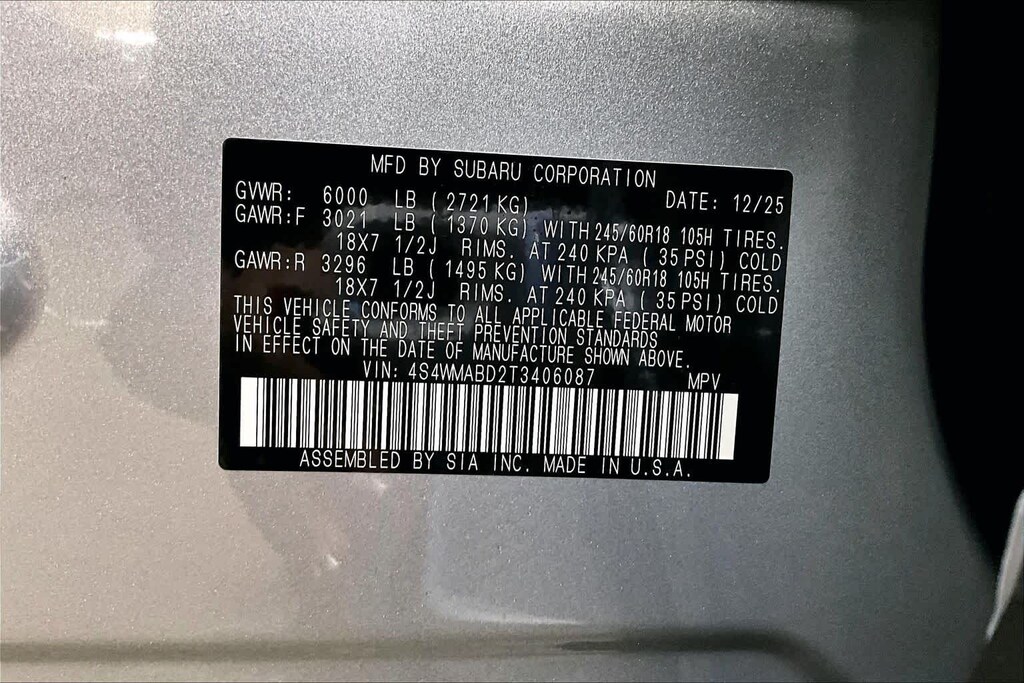 MFD BY SUBARU CORPORATION
GVWR: 6000 LB (2721 KG) DATE: 12/25
GAWR:F 3021 LB (1370 KG) WITH 245/60R18 105H TIRES.
18X7 1/2J RIMS. AT 240 KPA (35 PSI) COLD
GAWR:R 3296 LB (1495 KG) WITH 245/60R18 105H TIRES.
18X7 1/2J RIMS. AT 240 KPA (35 PSI) COLD
THIS VEHICLE CONFORMS TO ALL APPLICABLE FEDERAL MOTOR
VEHICLE SAFETY AND THEFT PREVENTION STANDARDS
IN EFFECT ON THE DATE OF MANUFACTURE SHOWN ABOVE.
VIN: 4S4WMABD2T3406087 MPV
ASSEMBLED BY SIA INC. MADE IN U.S.A.